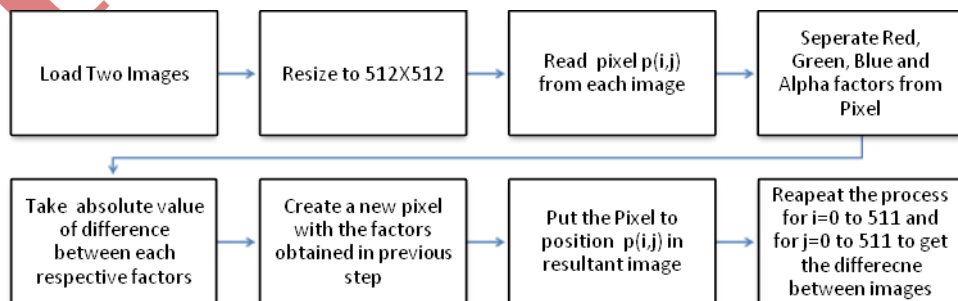 Load Two Images
Resize to 512X512
Read pixel p(i,j)
from each image
Seperate Red,
Green, Blue and
Alpha factors from
Pixel
Take absolute value
of difference
between each
respective factors
Create a new pixel
with the factors
obtained in previous
step
Put the Pixel to
position p(i,j) in
resultant image
Reapeat the process
for i=0 to 511 and
for j=0 to 511 to get
the differecne
between images